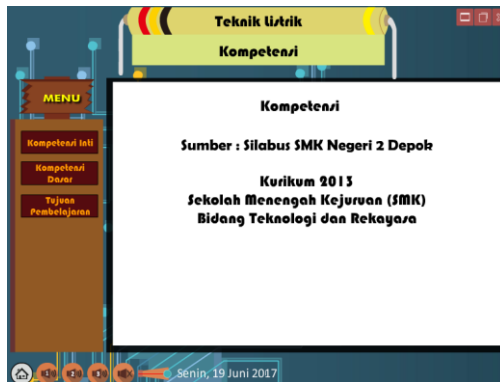 Teknik Listrik
Kompetensi
MENU
Kompetensi Inti
Kompetensi
Dasar
Tujuan
Pembelajaran
Kompetensi
Sumber : Silabus SMK Negeri 2 Depok
Kurikum 2013
Sekolah Menengah Kejuruan (SMK)
Bidang Teknologi dan Rekayasa
Senin, 19 Juni 2017